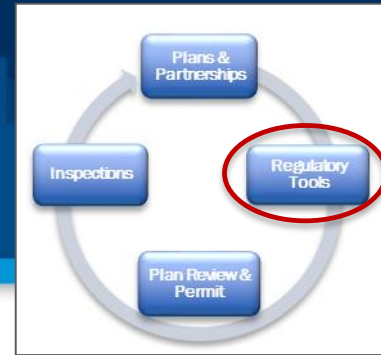 Plans &
Partnerships
Regulatory
Tools
Inspections
Plan Review &
Permit